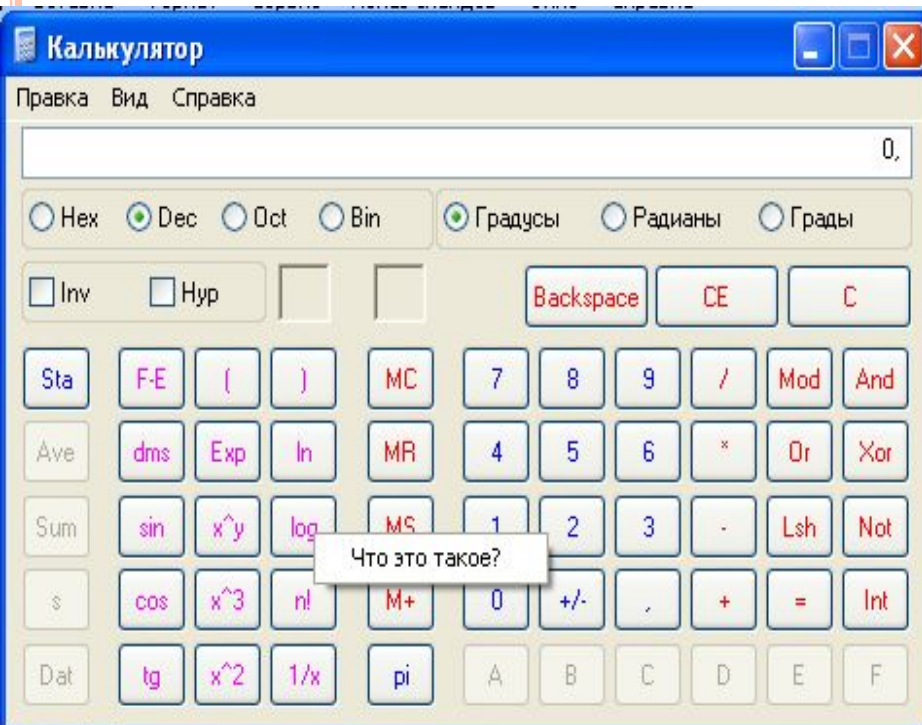 Калькулятор
Правка Вид Справка
0,
Hex Dec Oct Bin Градусы Радианы Грады
Inv Hyp Backspace CE C
Sta F-E ( ) MC 7 8 9 / Mod And
Ave dms Exp ln MR 4 5 6 * Or Xor
Sum sin x^y log MS 1 2 3 - Lsh Not
Что это такое?
s cos x^3 n! M+ 0 +/- , + = Int
Dat tg x^2 1/x pi A B C D E F